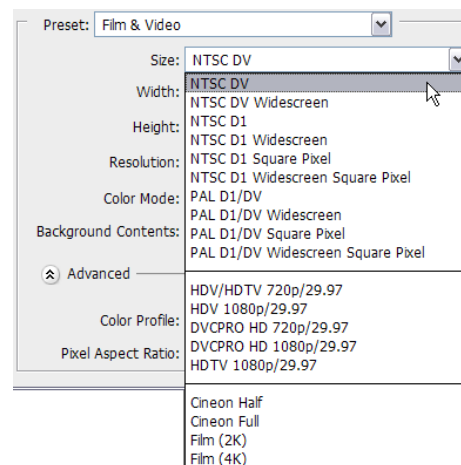 Preset: Film & Video
Size: NTSC DV
NTSC DV
Width:
NTSC DV Widescreen
NTSC D1
Height:
NTSC D1 Widescreen
NTSC D1 Square Pixel
Resolution:
NTSC D1 Widescreen Square Pixel
Color Mode:
PAL D1/DV
PAL D1/DV Widescreen
Background Contents:
PAL D1/DV Square Pixel
PAL D1/DV Widescreen Square Pixel
Advanced
HDV/HDTV 720p/29.97
HDV 1080p/29.97
Color Profile:
DVCPRO HD 720p/29.97
DVCPRO HD 1080p/29.97
Pixel Aspect Ratio:
HDTV 1080p/29.97
Cineon Half
Cineon Full
Film (2K)
Film (4K)